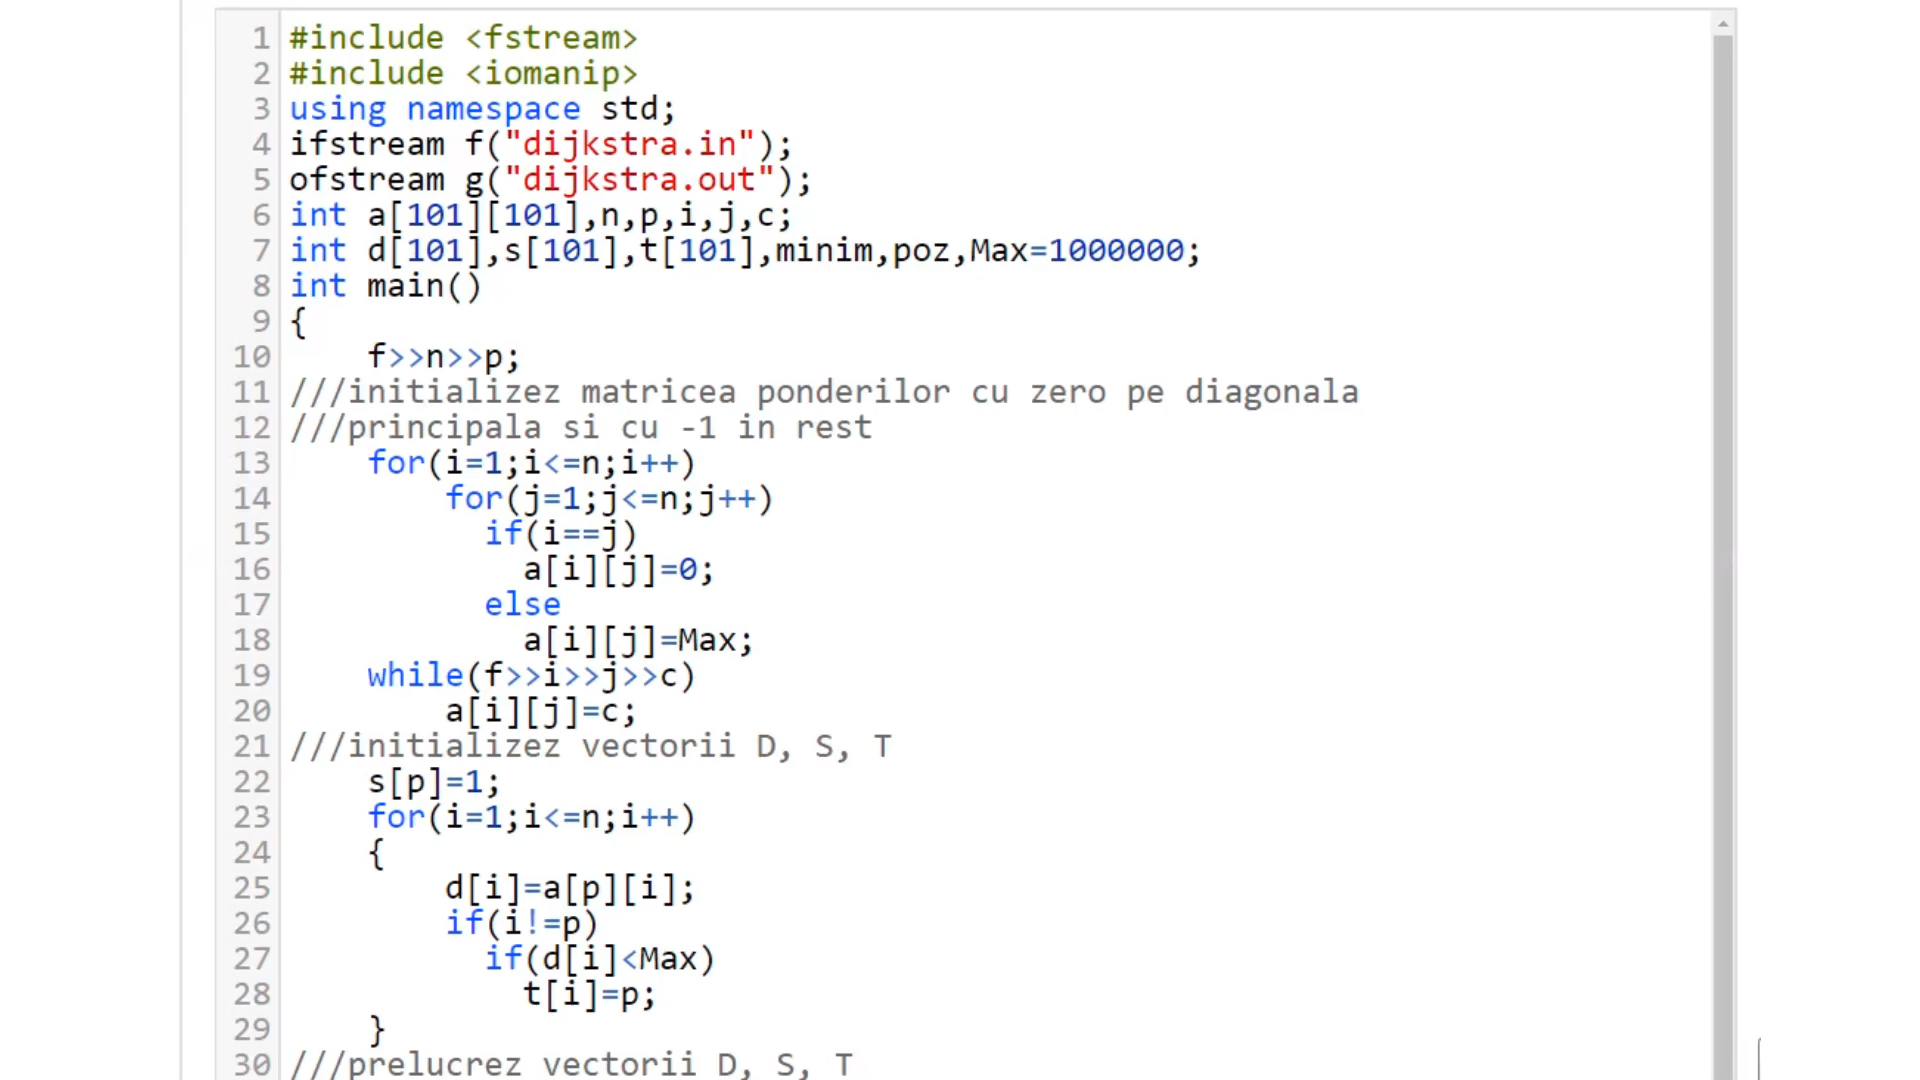 1 #include <fstream>
2 #include <iomanip>
3 using namespace std;
4 ifstream f("dijkstra.in");
5 ofstream g("dijkstra.out");
6 int a[101][101],n,p,i,j,c;
7 int d[101],s[101],t[101],minim,poz,Max=1000000;
8 int main()
9 {
10     f>>n>>p;
11 ///initializez matricea ponderilor cu zero pe diagonala
12 ///principala si cu -1 in rest
13     for(i=1;i<=n;i++)
14         for(j=1;j<=n;j++)
15           if(i==j)
16             a[i][j]=0;
17           else
18             a[i][j]=Max;
19     while(f>>i>>j>>c)
20         a[i][j]=c;
21 ///initializez vectorii D, S, T
22     s[p]=1;
23     for(i=1;i<=n;i++)
24     {
25         d[i]=a[p][i];
26         if(i!=p)
27           if(d[i]<Max)
28             t[i]=p;
29     }
30 ///prelucrez vectorii D, S, T